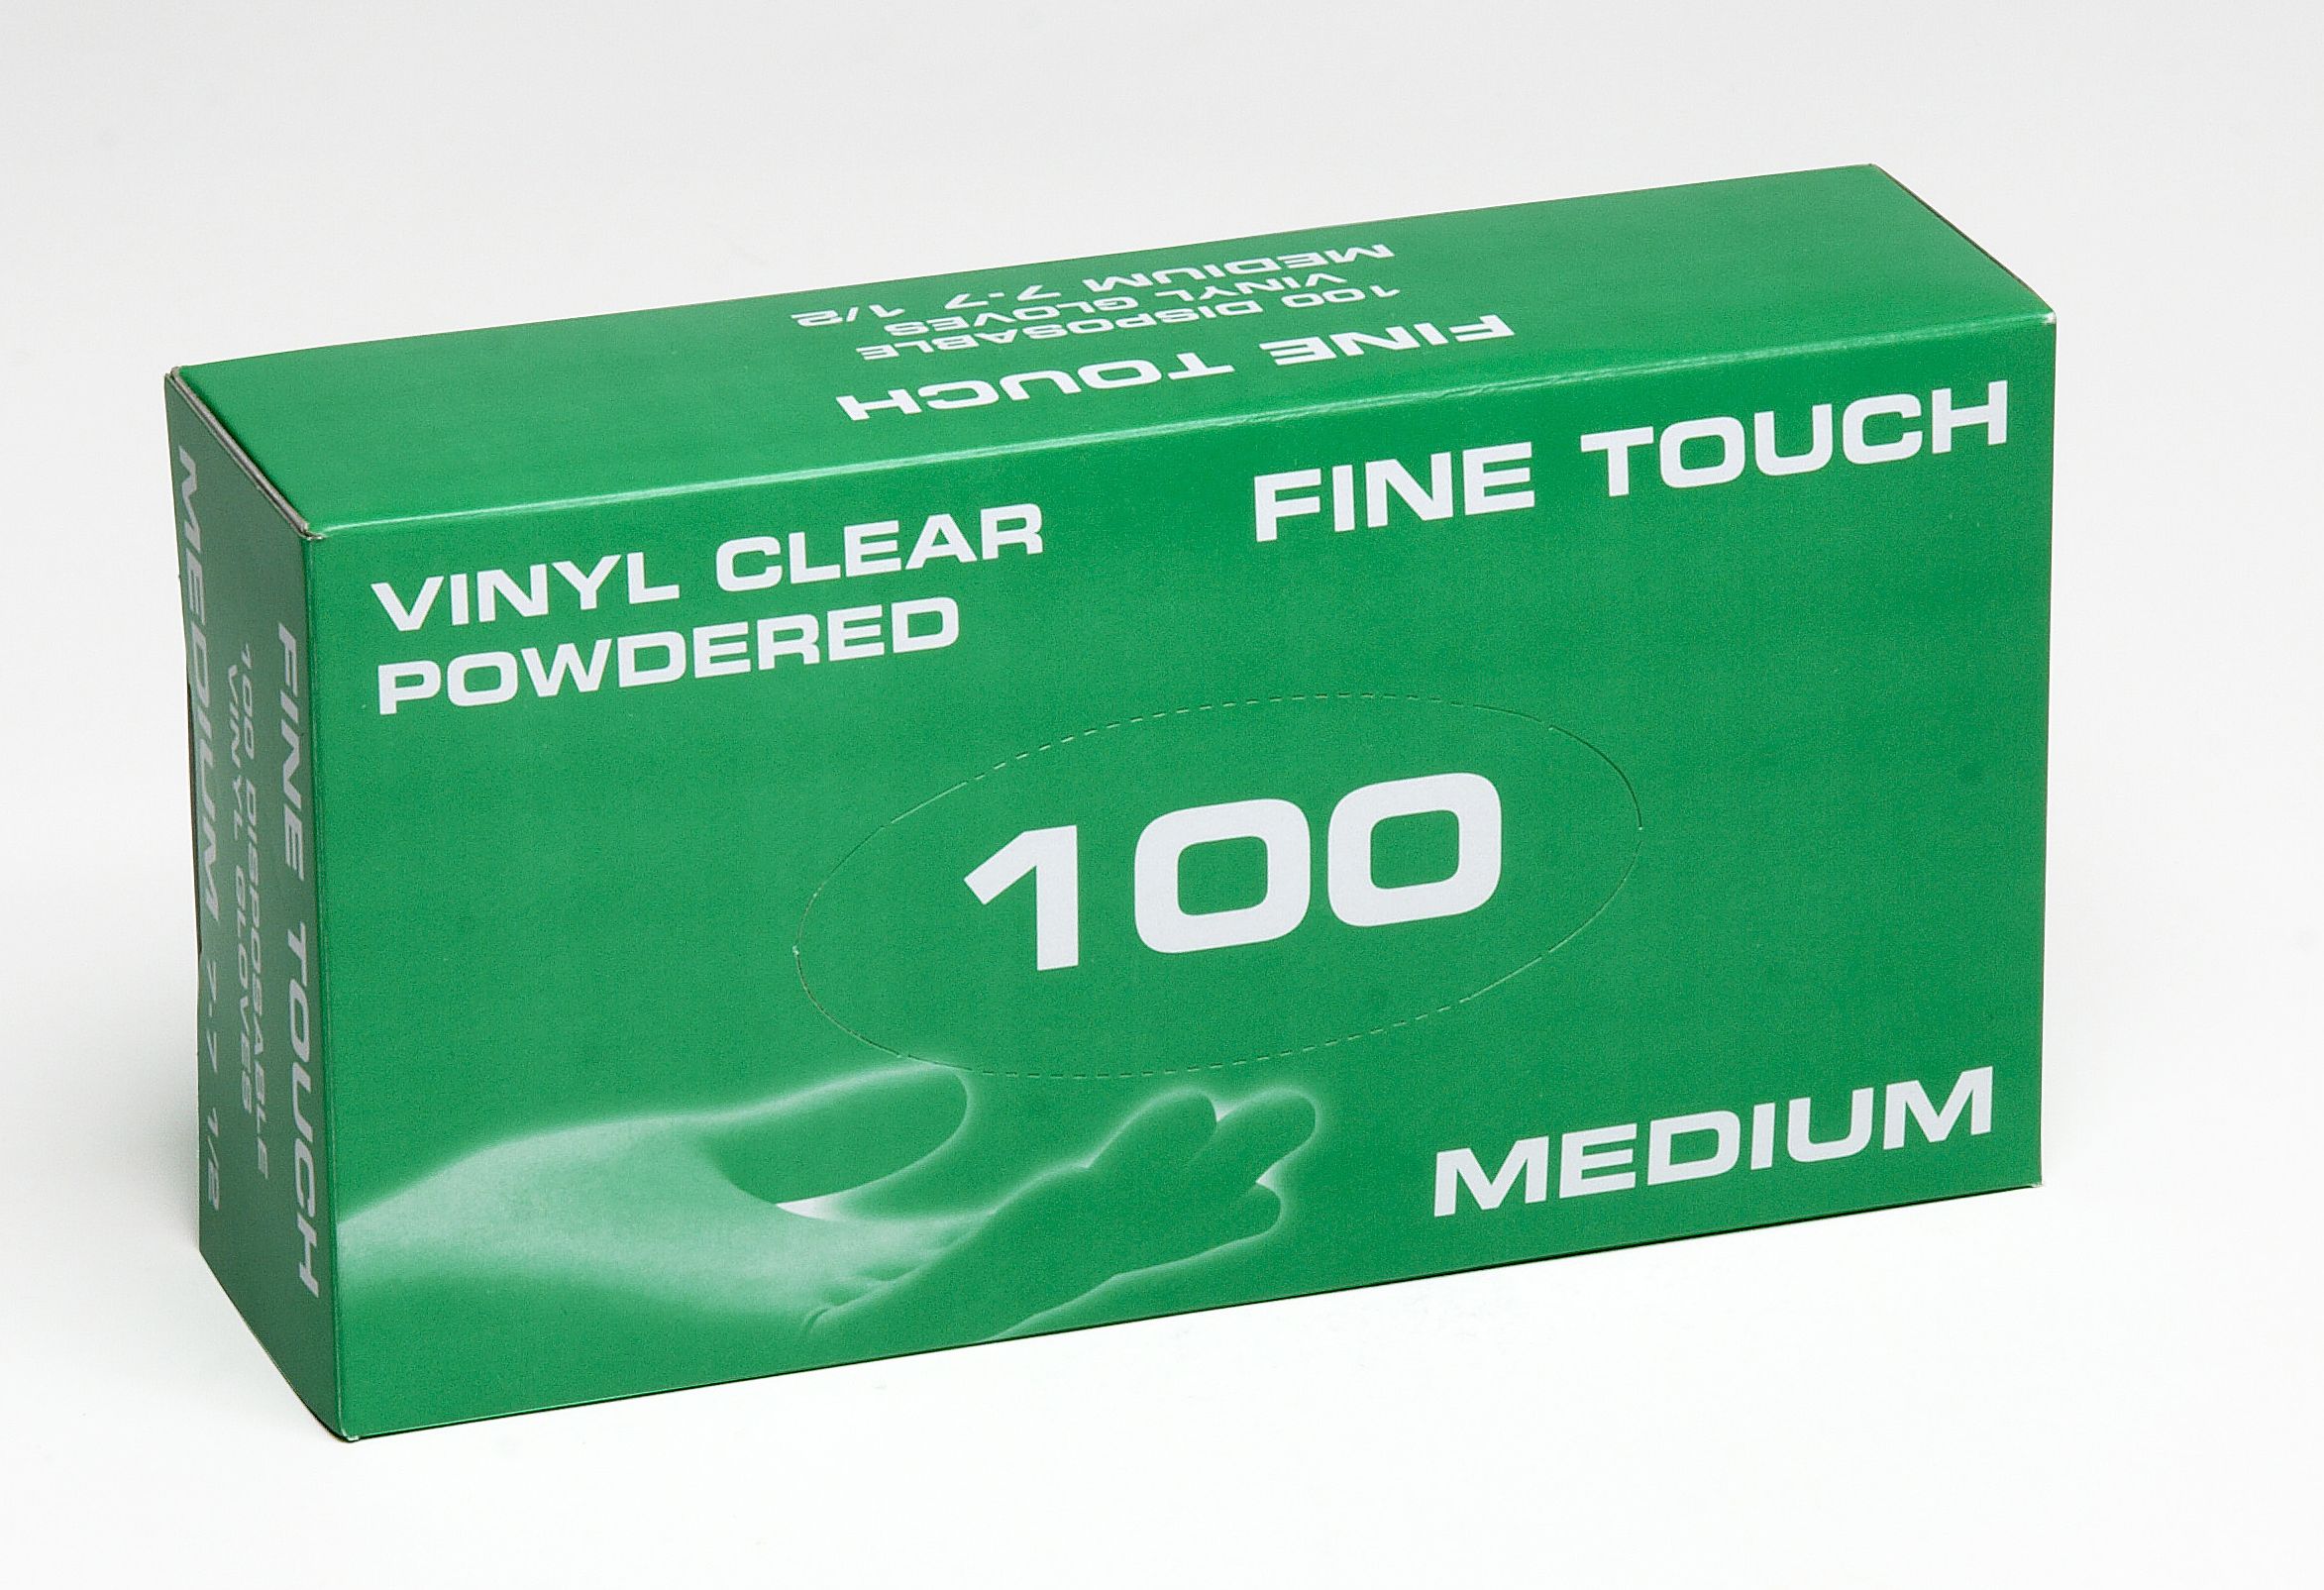 MEDIUM 7-7 1/2
VINYL GLOVES
100 DISPOSABLE
FINE TOUCH
VINYL CLEAR
POWDERED
FINE TOUCH
100
MEDIUM
FINE TOUCH
100 DISPOSABLE
VINYL GLOVES
MEDIUM 7-7 1/2